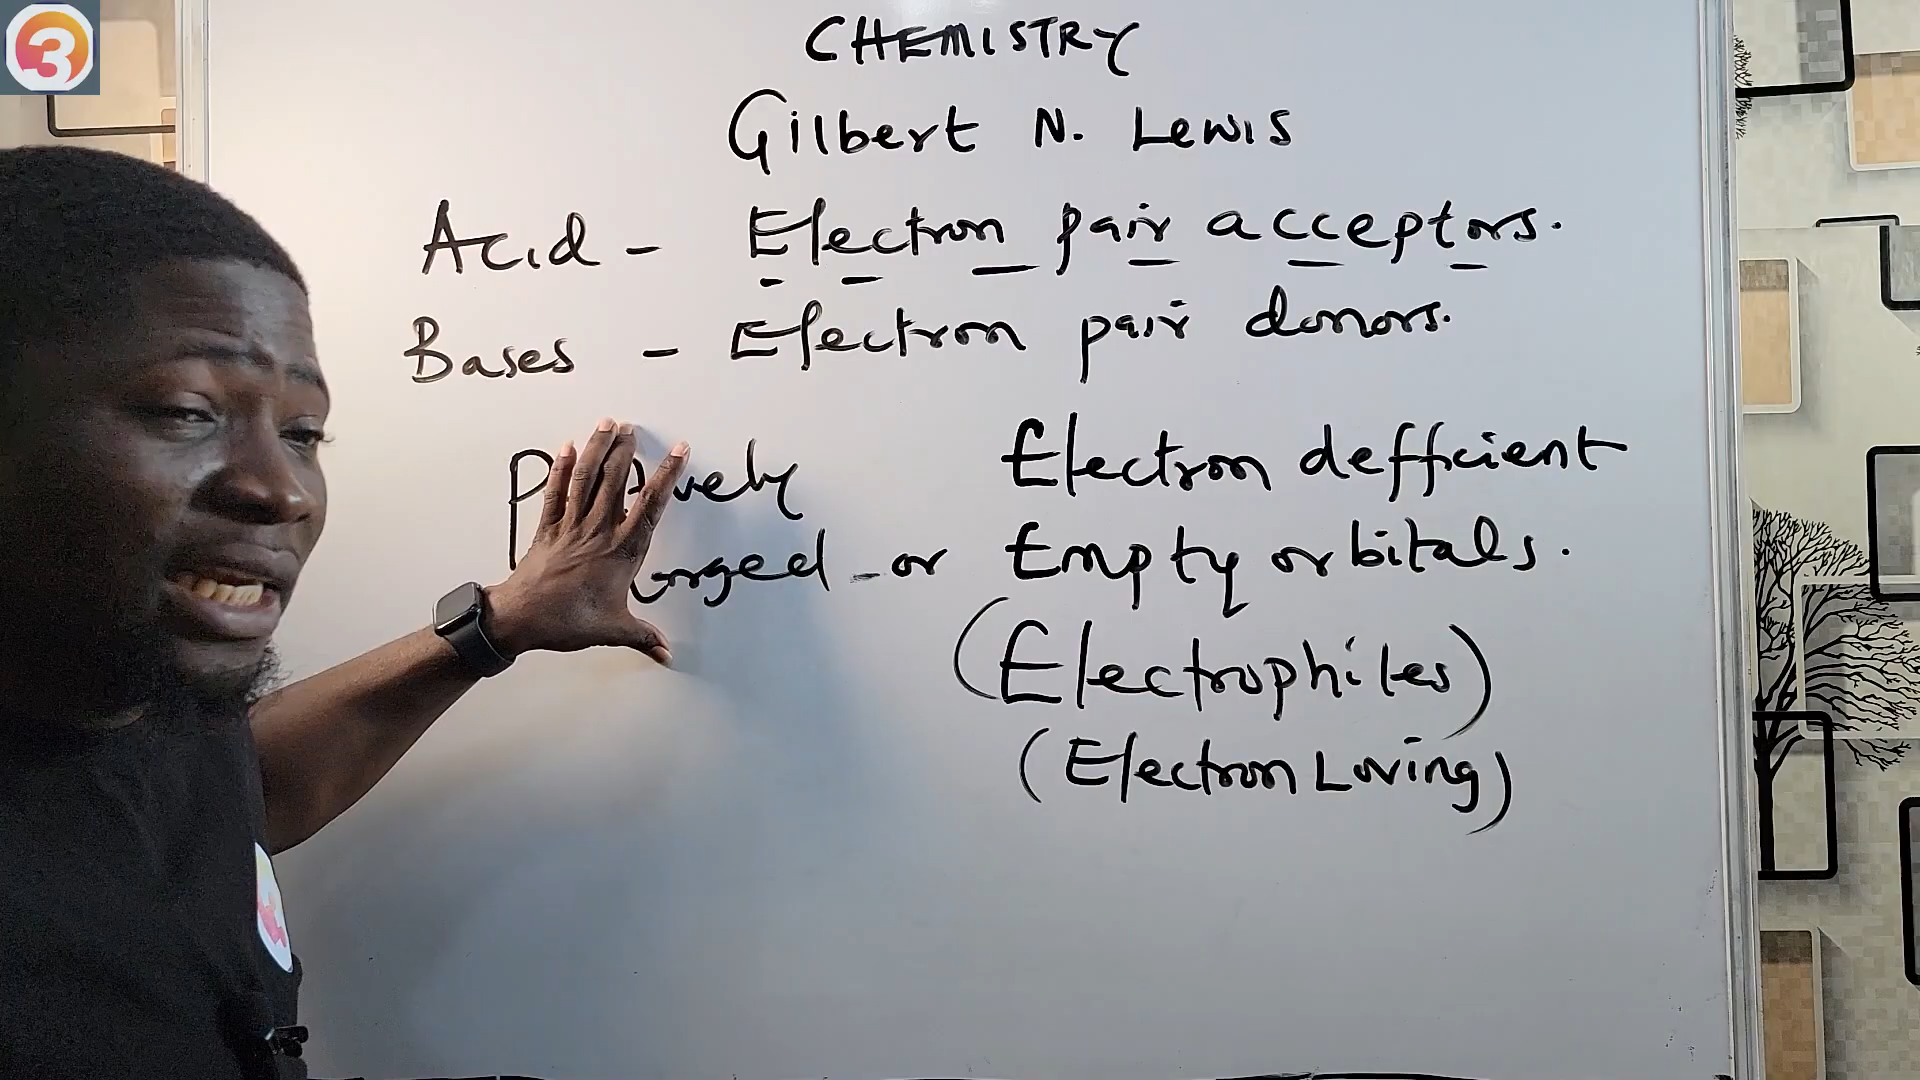 3
CHEMISTRY
Gilbert N. Lewis
Acid - Electron pair acceptors.
Bases - Electron pair donors.
Electron defficient
or Empty orbitals.
(Electrophiles)
(Electron Loving)